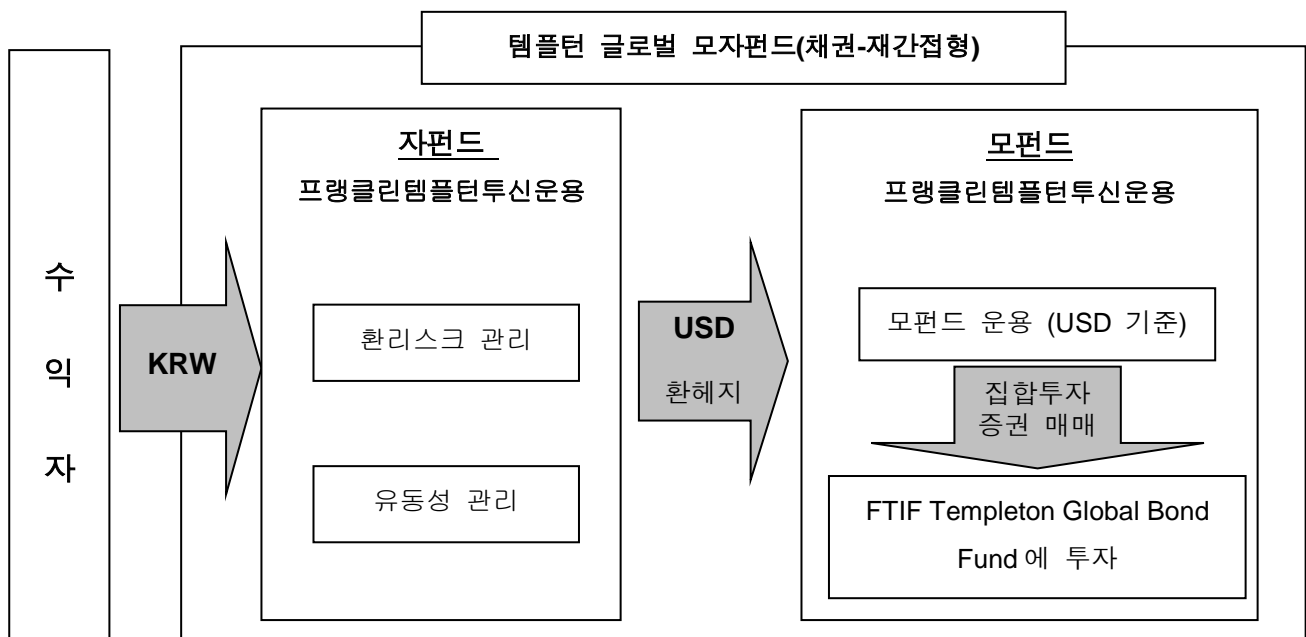 템플턴 글로벌 모자펀드(채권-재간접형)
수
익
자
KRW
자펀드
프랭클린템플턴투신운용
환리스크 관리
유동성 관리
USD
환헤지
모펀드
프랭클린템플턴투신운용
모펀드 운용 (USD 기준)
집합투자
증권 매매
FTIF Templeton Global Bond
Fund 에 투자